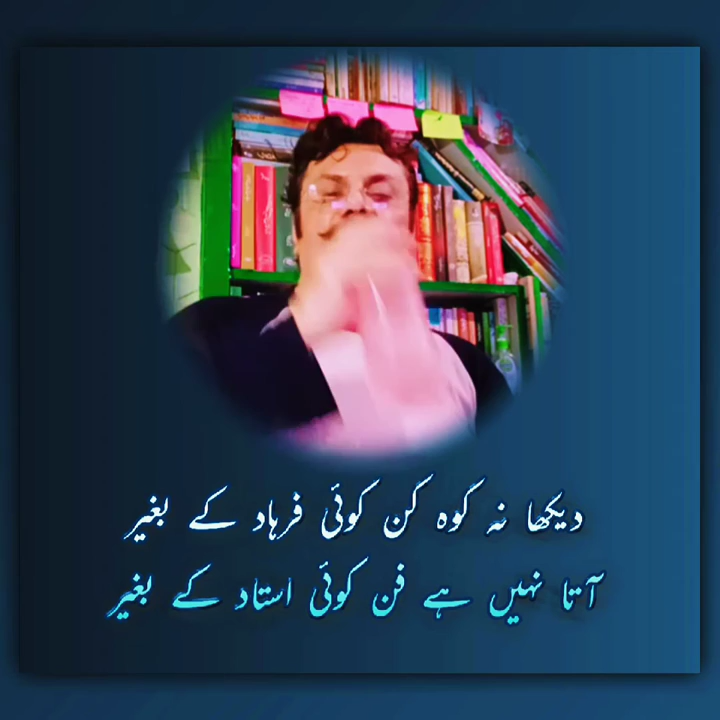 دیکھا نہ کوہ کن کوئی فرہاد کے بغیر
آتا نہیں ہے فن کوئی استاد کے بغیر